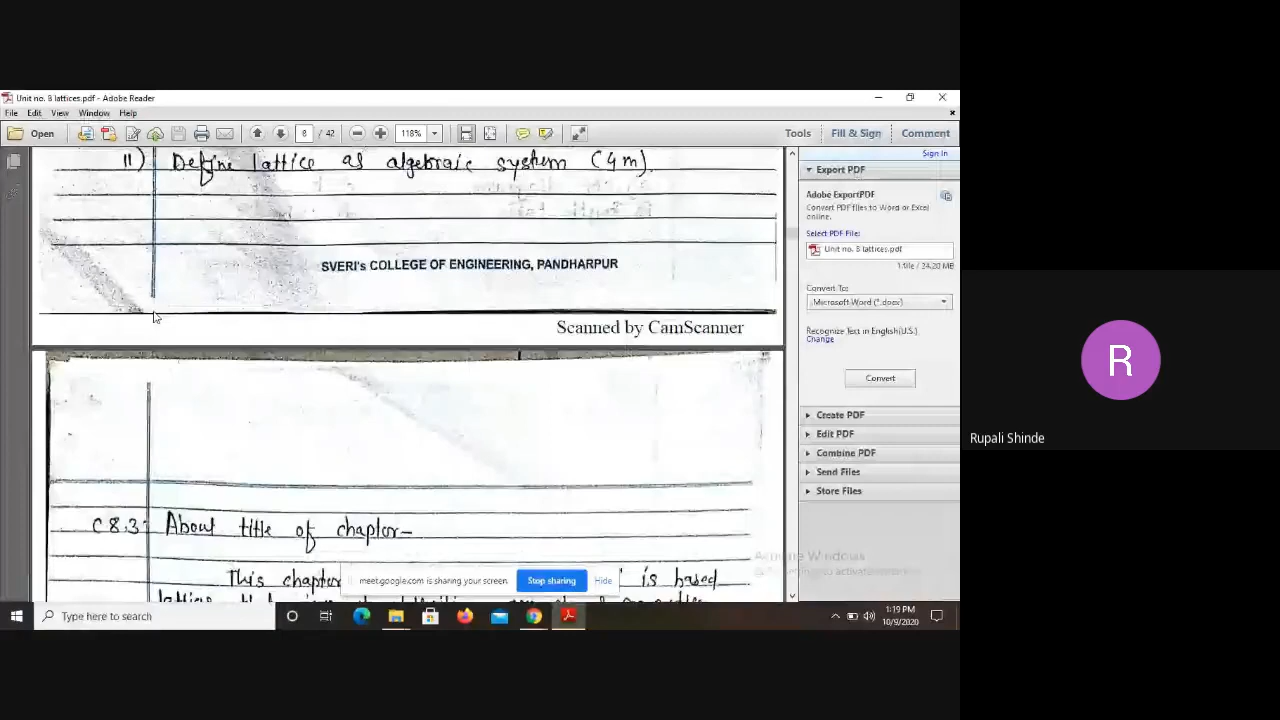 Unit no. 8 lattices.pdf - Adobe Reader
File Edit View Window Help
Open 8 / 42 118% Tools Fill & Sign Comment
Sign In
Export PDF
Adobe ExportPDF
Convert PDF files to Word or Excel
online.
Select PDF File:
Unit no. 8 lattices.pdf
1 file / 34.20 MB
Convert To:
Microsoft Word (*.docx)
Recognize Text in English(U.S.)
Change
Convert
Create PDF
Edit PDF
Combine PDF
Send Files
Store Files
11) Define lattice as algebraic system (4m).
SVERI's COLLEGE OF ENGINEERING, PANDHARPUR
Scanned by CamScanner
C 8.3: About title of chaptor-
This chaptor is based
meet.google.com is sharing your screen. Stop sharing Hide
Activate Windows
Type here to search
1:19 PM
10/9/2020
R
Rupali Shinde